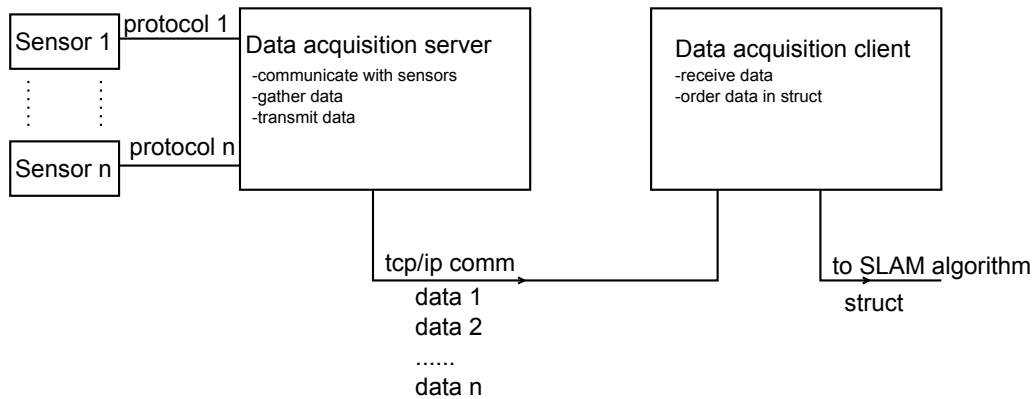 Sensor 1
protocol 1
Sensor n
protocol n
Data acquisition server
-communicate with sensors
-gather data
-transmit data
Data acquisition client
-receive data
-order data in struct
tcp/ip comm
data 1
data 2
......
data n
to SLAM algorithm
struct